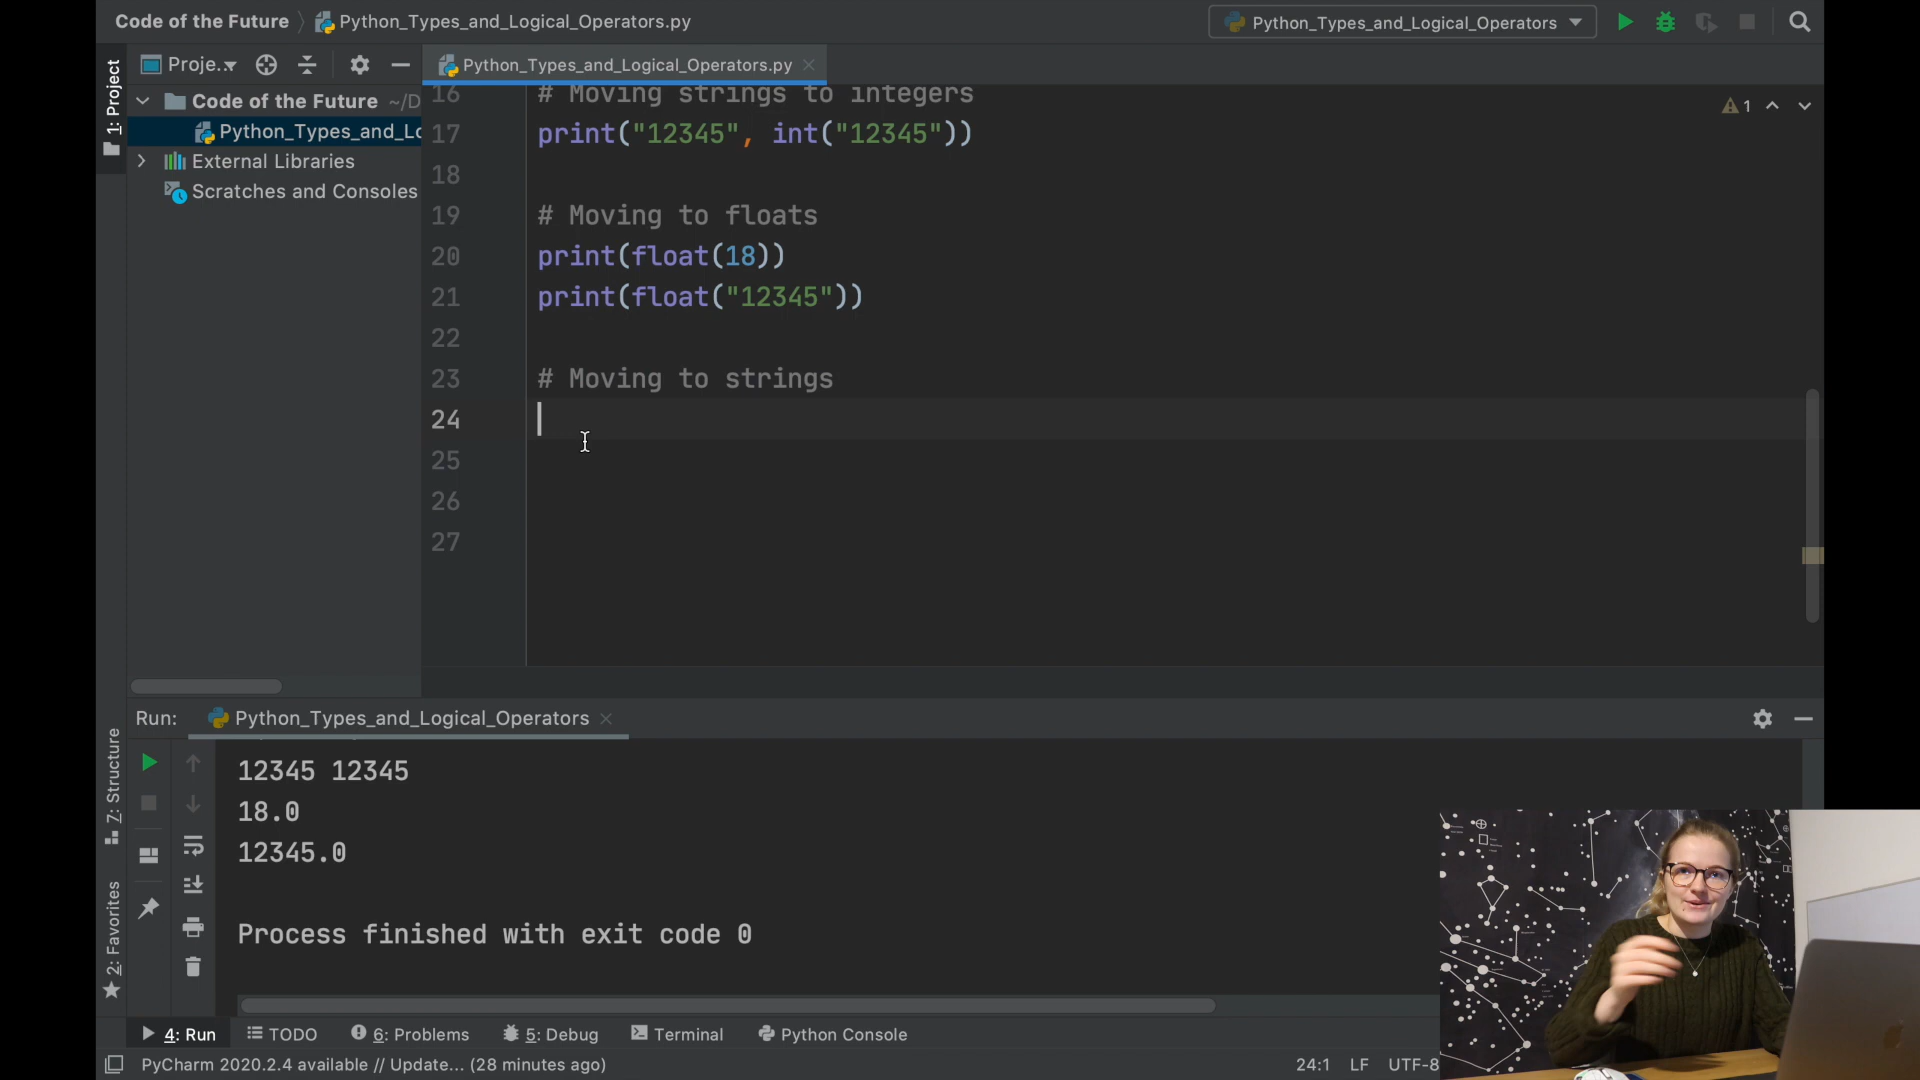 Code of the Future
Python_Types_and_Logical_Operators.py
Python_Types_and_Logical_Operators
1: Project
Proje..
Python_Types_and_Logical_Operators.py
Code of the Future ~/D
Python_Types_and_Lo
External Libraries
Scratches and Consoles
1
16 # Moving strings to integers
17 print("12345", int("12345"))
18
19 # Moving to floats
20 print(float(18))
21 print(float("12345"))
22
23 # Moving to strings
24
25
26
27
Run: Python_Types_and_Logical_Operators
7: Structure
2: Favorites
12345 12345
18.0
12345.0
Process finished with exit code 0
4: Run TODO 6: Problems 5: Debug Terminal Python Console
PyCharm 2020.2.4 available // Update... (28 minutes ago)
24:1 LF UTF-8